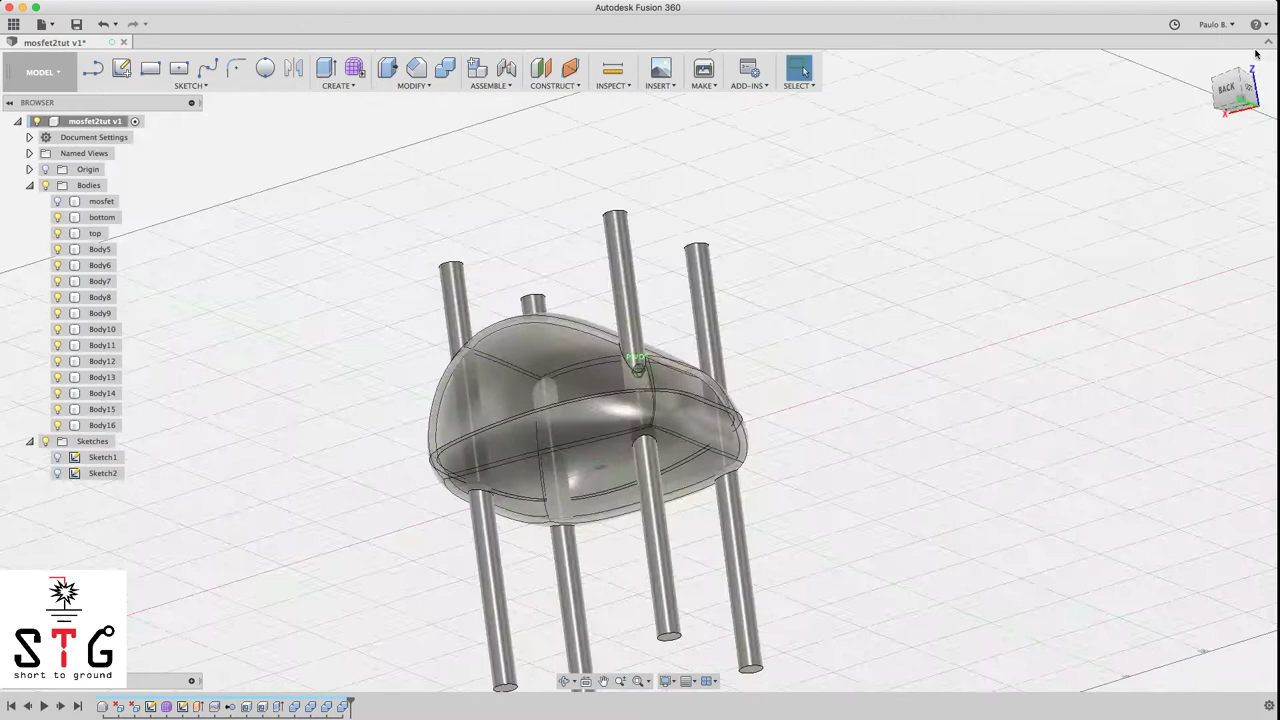 Autodesk Fusion 360
Paulo B.
mosfet2tut v1*
MODEL
SKETCH
CREATE
MODIFY
ASSEMBLE
CONSTRUCT
INSPECT
INSERT
MAKE
ADD-INS
SELECT
BROWSER
mosfet2tut v1
Document Settings
Named Views
Origin
Bodies
mosfet
bottom
top
Body5
Body6
Body7
Body8
Body9
Body10
Body11
Body12
Body13
Body14
Body15
Body16
Sketches
Sketch1
Sketch2
Z
BACK
X
STG
short to ground